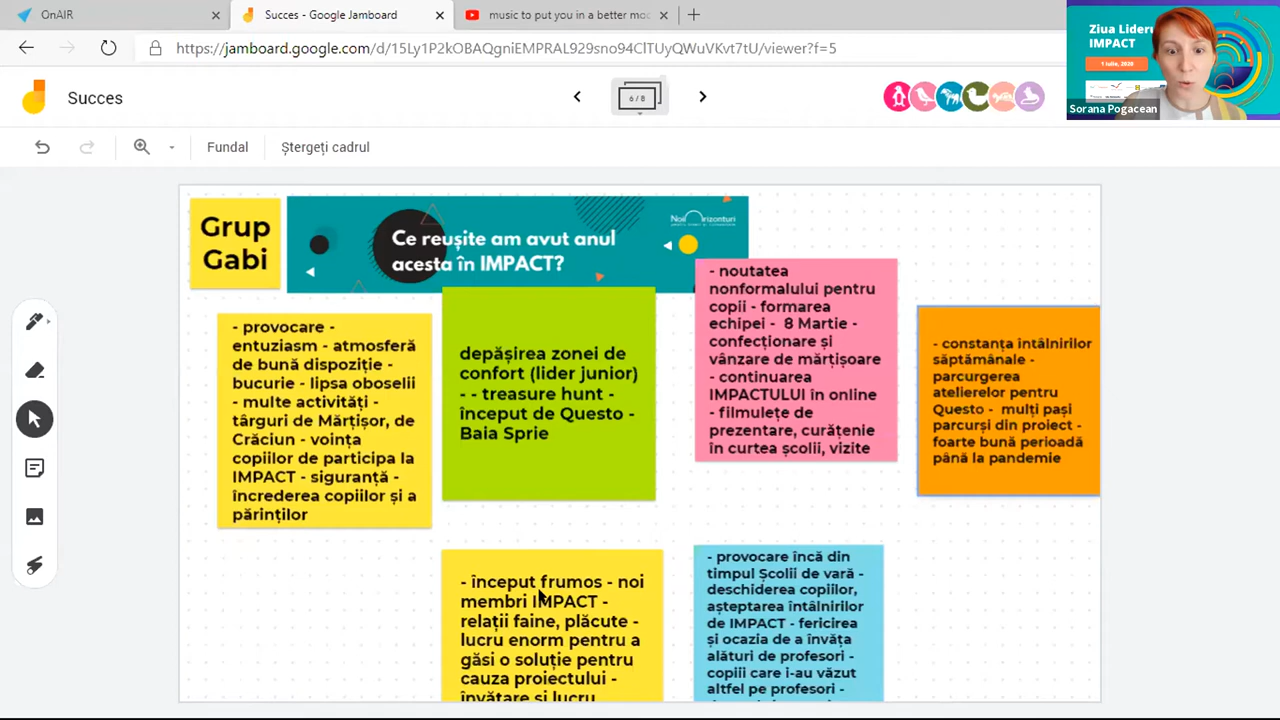 OnAIR
Succes - Google Jamboard
music to put you in a better mo
https://jamboard.google.com/d/15Ly1P2kOBAQgniEMPRAL929sno94ClTUyQWuVKvt7tU/viewer?f=5
Ziua Lideru
IMPACT
1 iulie, 2020
Sorana Pogacean
Succes
6 / 8
Fundal
Ștergeți cadrul
Grup
Gabi
Ce reușite am avut anul
acesta în IMPACT?
Noi Orizonturi
- provocare -
entuziasm - atmosferă
de bună dispoziție -
bucurie - lipsa oboselii
- multe activități -
târguri de Mărțișor, de
Crăciun - voința
copiilor de participa la
IMPACT - siguranță -
încrederea copiilor și a
părinților
depășirea zonei de
confort (lider junior)
- - treasure hunt -
început de Questo -
Baia Sprie
- noutatea
nonformalului pentru
copii - formarea
echipei - 8 Martie -
confecționare și
vânzare de mărțișoare
- continuarea
IMPACTULUI în online
- filmulețe de
prezentare, curățenie
în curtea școlii, vizite
- constanța întâlnirilor
săptămânale -
parcurgerea
atelierelor pentru
Questo - mulți pași
parcurși din proiect -
foarte bună perioadă
până la pandemie
- început frumos - noi
membri IMPACT -
relații faine, plăcute -
lucru enorm pentru a
găsi o soluție pentru
cauza proiectului -
învățare și lucru
- provocare încă din
timpul Școlii de vară -
deschiderea copiilor,
așteptarea întâlnirilor
de IMPACT - fericirea
și ocazia de a învăța
alături de profesori -
copiii care i-au văzut
altfel pe profesori -